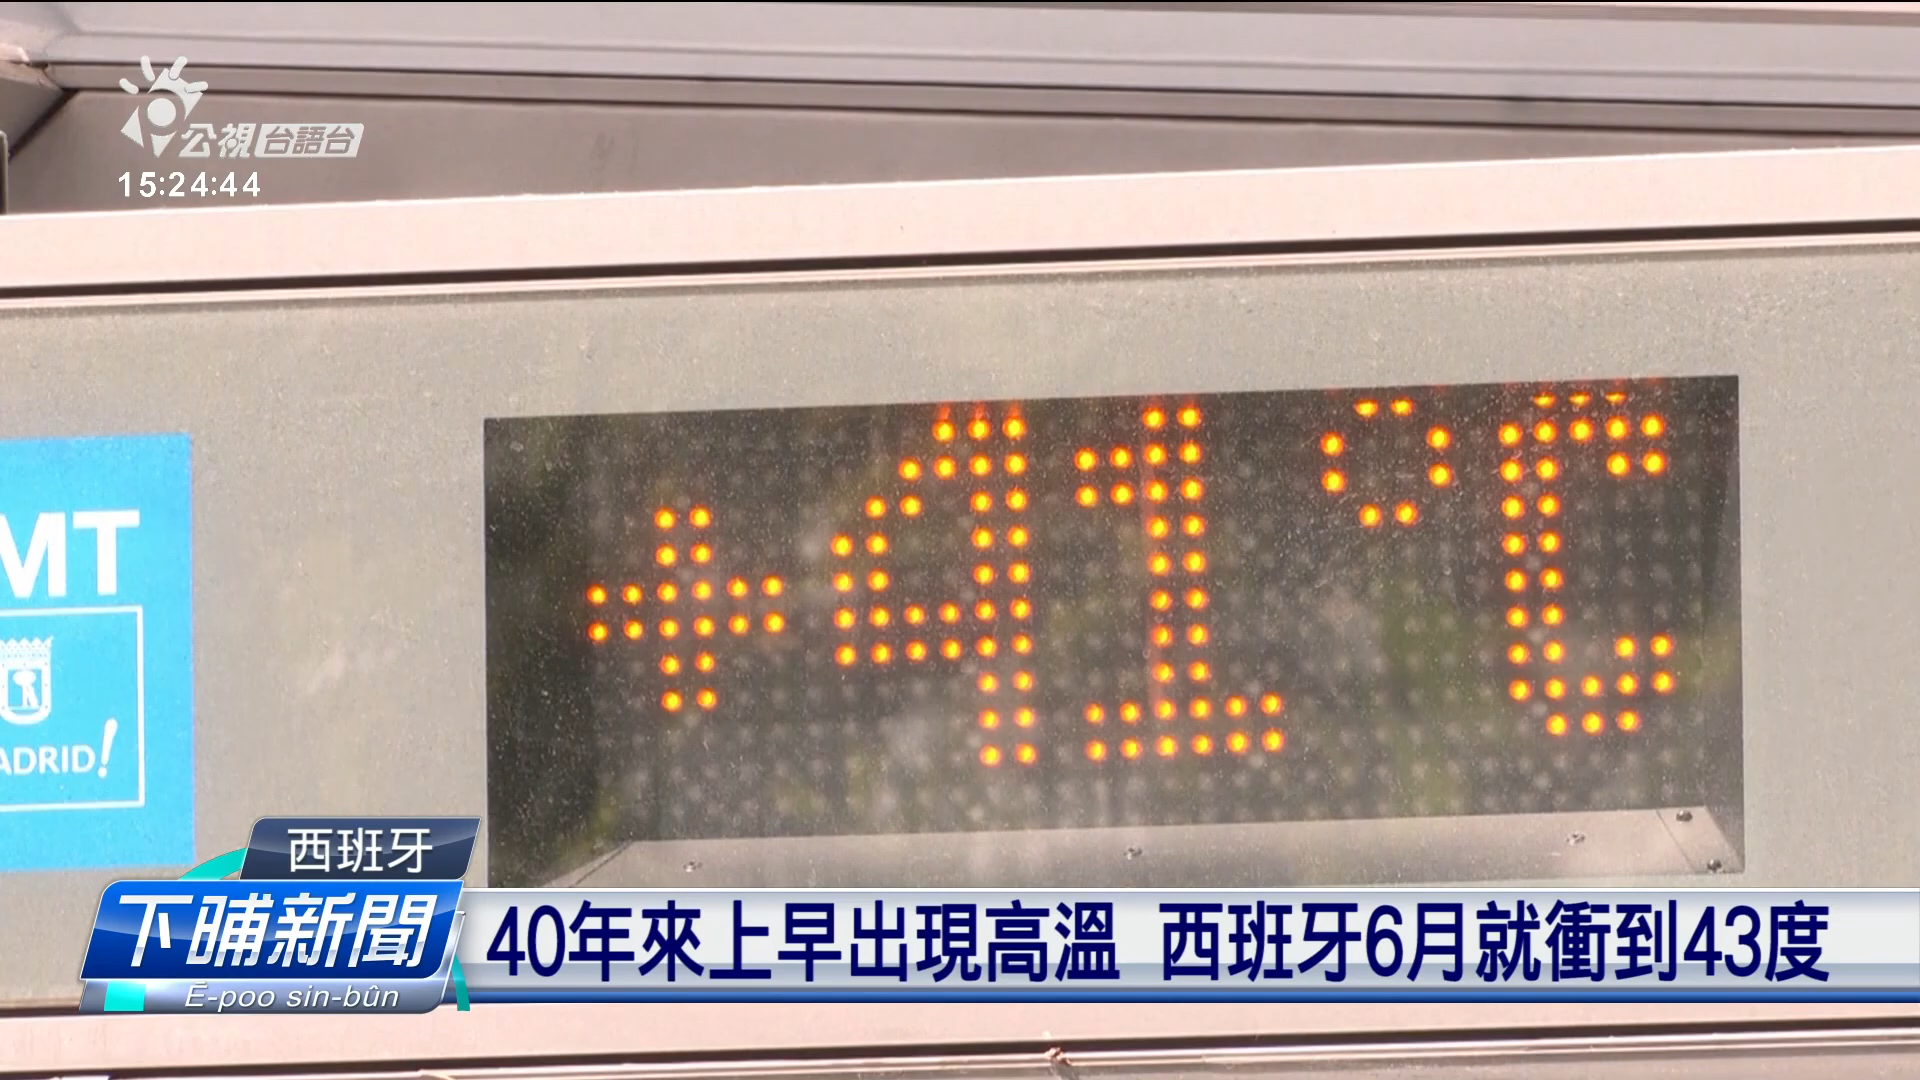 公視台語台
15:24:44
+41°C
MT
ADRID!
西班牙
下晡新聞
Ē-poo sin-bûn
40年來上早出現高溫 西班牙6月就衝到43度